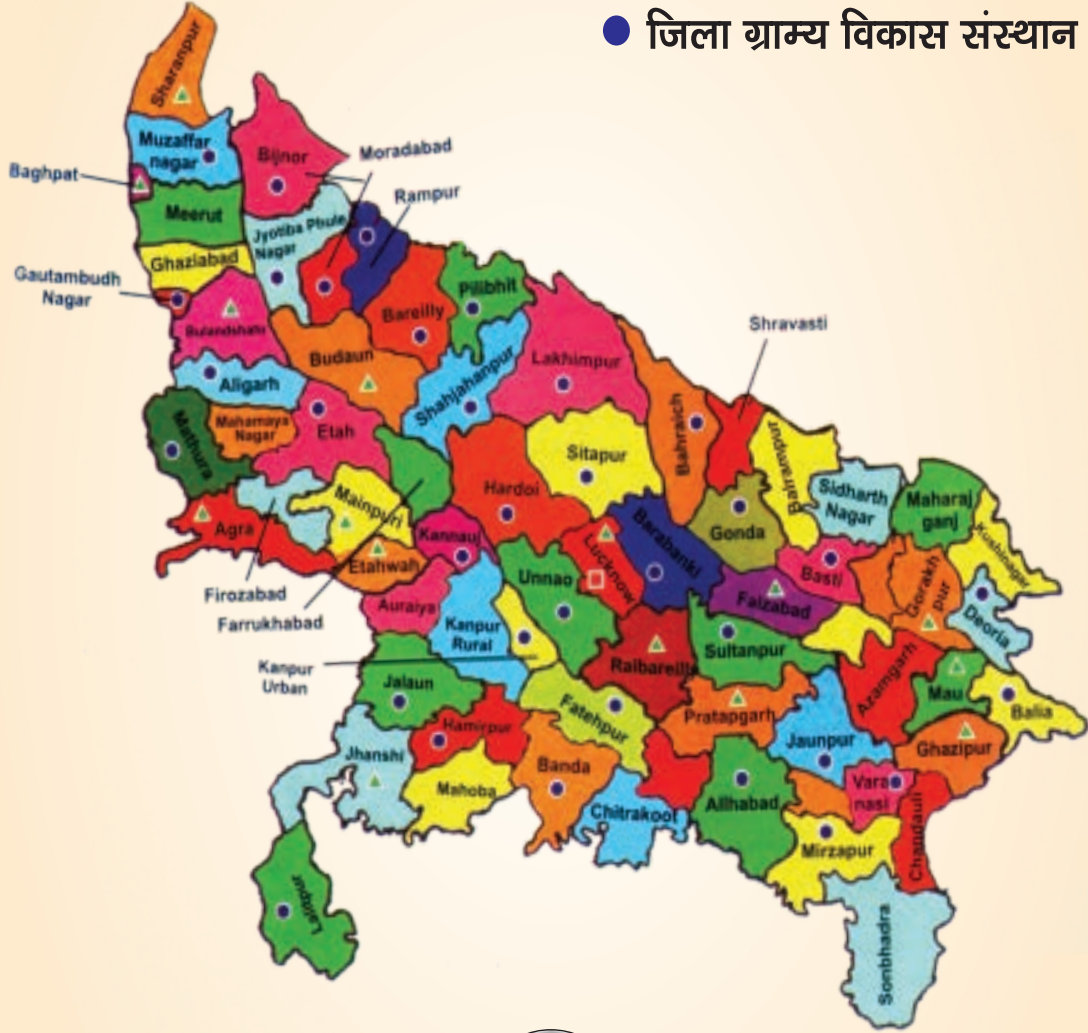 जिला ग्राम्य विकास संस्थान
Sharanpur
Muzaffar
nagar
Bijnor
Moradabad
Baghpat
Rampur
Meerut
Jyotiba Phule
Nagar
Ghaziabad
Gautambudh
Nagar
Bulandshahr
Bareilly
Pilibhit
Shravasti
Budaun
Lakhimpur
Aligarh
Shahjahanpur
Mathura
Mahamaya
Nagar
Etah
Bahraich
Balrampur
Sitapur
Sidharth
Nagar
Maharaj
ganj
Kushinagar
Mainpuri
Hardoi
Agra
Kannauj
Lucknow
Barabanki
Gonda
Etahwah
Unnao
Basti
Gorakh
pur
Firozabad
Faizabad
Deoria
Farrukhabad
Auraiya
Kanpur
Rural
Sultanpur
Raibareilly
Kanpur
Urban
Jalaun
Azamgarh
Mau
Balia
Fatehpur
Pratapgarh
Hamirpur
Jaunpur
Ghazipur
Jhanshi
Banda
Mahoba
Vara
nasi
Allhabad
Chitrakoot
Chandauli
Mirzapur
Lalitpur
Sonbhadra